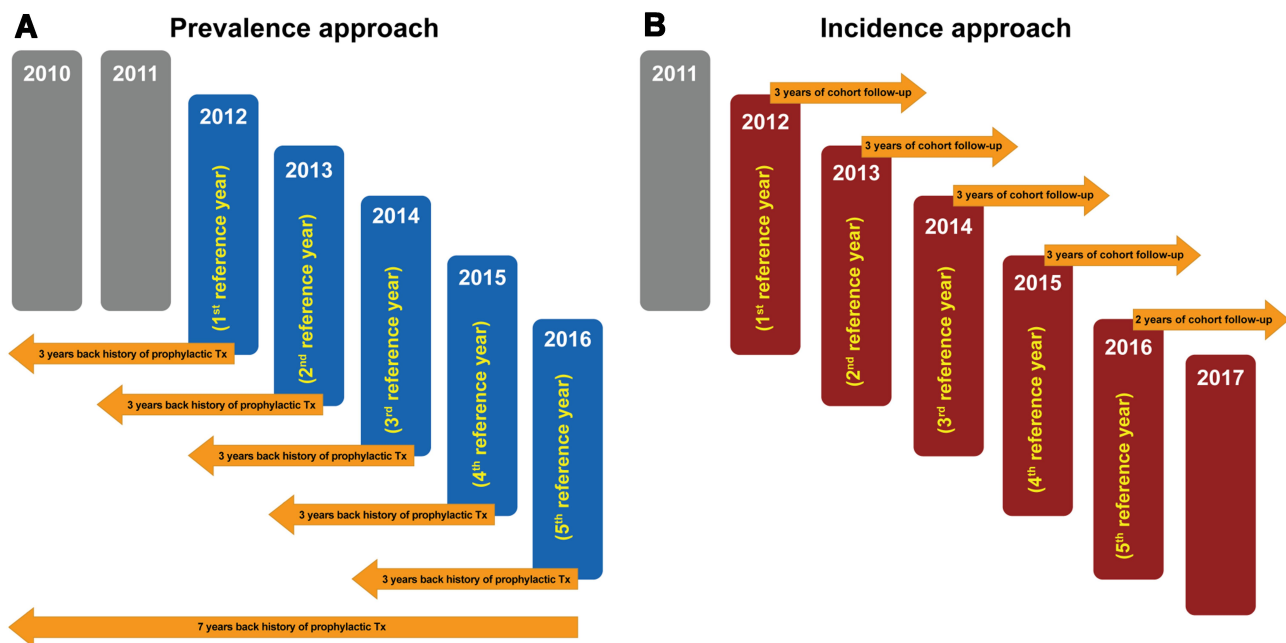 A
Prevalence approach
2010
2011
2012
(1st reference year)
2013
(2nd reference year)
2014
(3rd reference year)
2015
(4th reference year)
2016
(5th reference year)
3 years back history of prophylactic Tx
3 years back history of prophylactic Tx
3 years back history of prophylactic Tx
3 years back history of prophylactic Tx
3 years back history of prophylactic Tx
7 years back history of prophylactic Tx
B
Incidence approach
2011
3 years of cohort follow-up
2012
(1st reference year)
3 years of cohort follow-up
2013
(2nd reference year)
3 years of cohort follow-up
2014
(3rd reference year)
3 years of cohort follow-up
2015
(4th reference year)
2 years of cohort follow-up
2016
(5th reference year)
2017